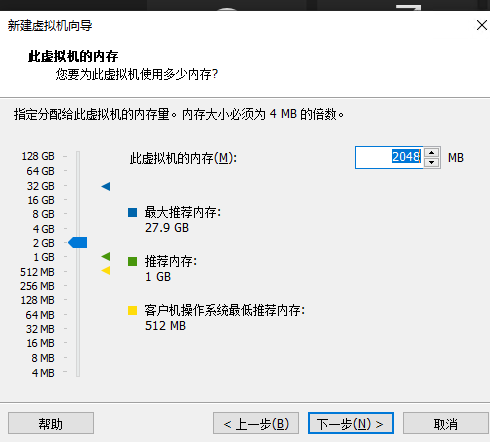 新建虚拟机向导
此虚拟机的内存
您要为此虚拟机使用多少内存?
指定分配给此虚拟机的内存量。内存大小必须为 4 MB 的倍数。
此虚拟机的内存(M): 2048 MB
128 GB
64 GB
32 GB
16 GB
8 GB
4 GB
2 GB
1 GB
512 MB
256 MB
128 MB
64 MB
32 MB
16 MB
8 MB
4 MB
最大推荐内存:
27.9 GB
推荐内存:
1 GB
客户机操作系统最低推荐内存:
512 MB
帮助
< 上一步(B)
下一步(N) >
取消